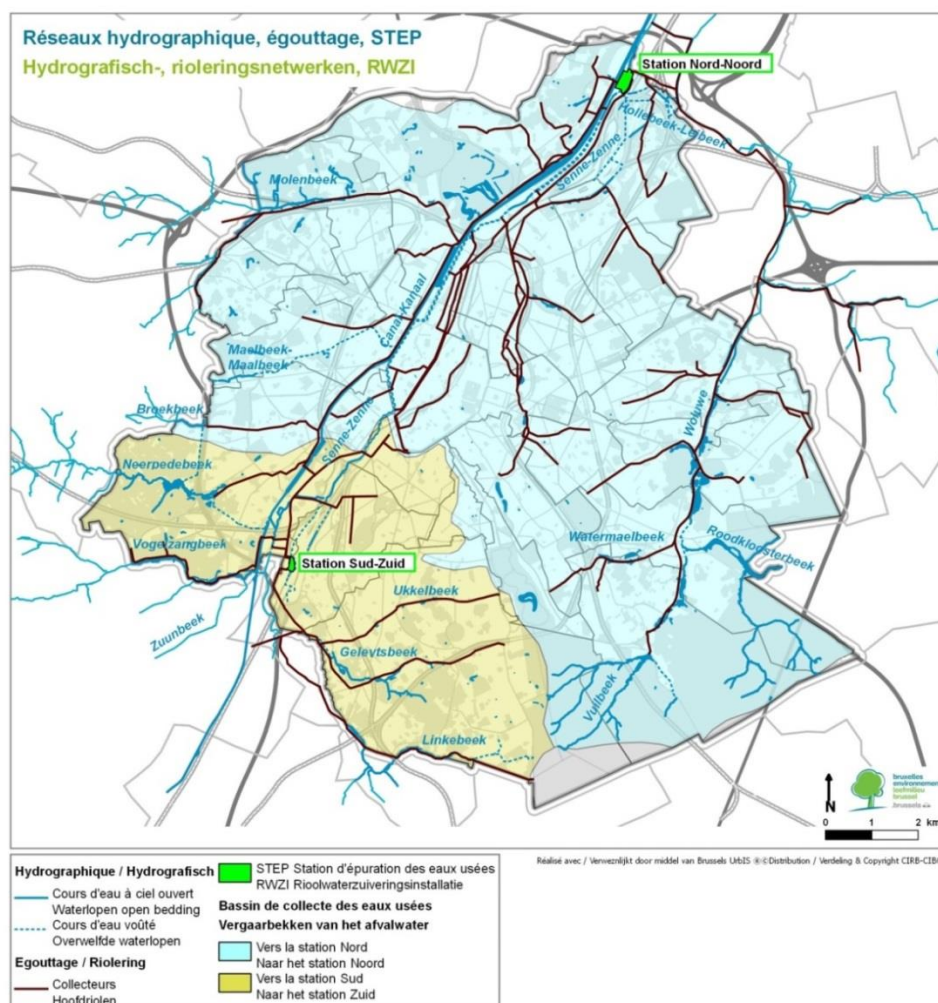 Réseaux hydrographique, égouttage, STEP
Hydrografisch-, rioleringsnetwerken, RWZI
Station Nord-Noord
Hollebeek-Leibeek
Senne-Zenne
Molenbeek
Canal-Kanaal
Maelbeek-
Maalbeek
Broekbeek
Senne-Zenne
Woluwe
Neerpedebeek
Vogelzangbeek
Watermaelbeek
Roodkloosterbeek
Station Sud-Zuid
Ukkelbeek
Zuunbeek
Geleytsbeek
Vuilbeek
Linkebeek
N
0 1 2 km
bruxelles
environnement
leefmilieu
brussel
.brussels
Réalisé avec / Verwezenlijkt door middel van Brussels UrbIS ®©Distribution / Verdeling & Copyright CIRB-CIBG
Hydrographique / Hydrografisch
Cours d'eau à ciel ouvert
Waterlopen open bedding
Cours d'eau voûté
Overwelfde waterlopen
Egouttage / Riolering
Collecteurs
Hoofdriolen
STEP Station d'épuration des eaux usées
RWZI Rioolwaterzuiveringsinstallatie
Bassin de collecte des eaux usées
Vergaarbekken van het afvalwater
Vers la station Nord
Naar het station Noord
Vers la station Sud
Naar het station Zuid